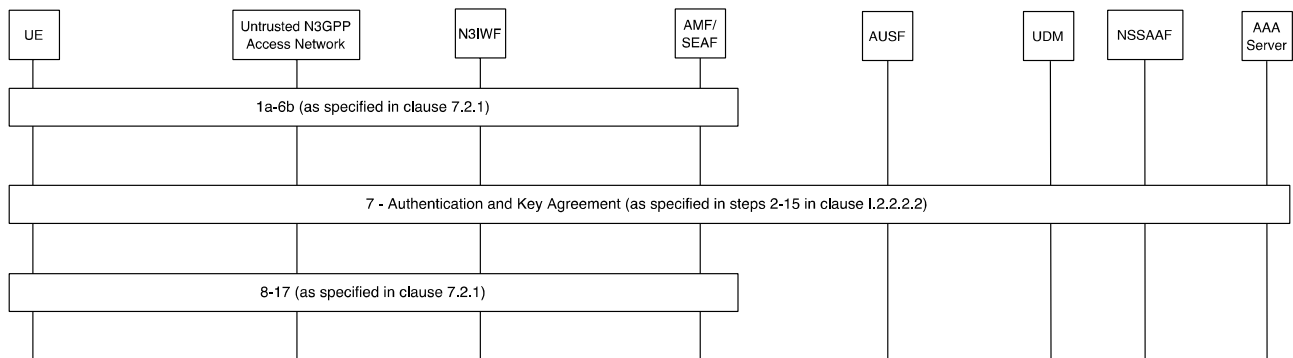 UE
Untrusted N3GPP
Access Network
N3IWF
AMF/
SEAF
AUSF
UDM
NSSAAF
AAA
Server
1a-6b (as specified in clause 7.2.1)
7 - Authentication and Key Agreement (as specified in steps 2-15 in clause I.2.2.2.2)
8-17 (as specified in clause 7.2.1)